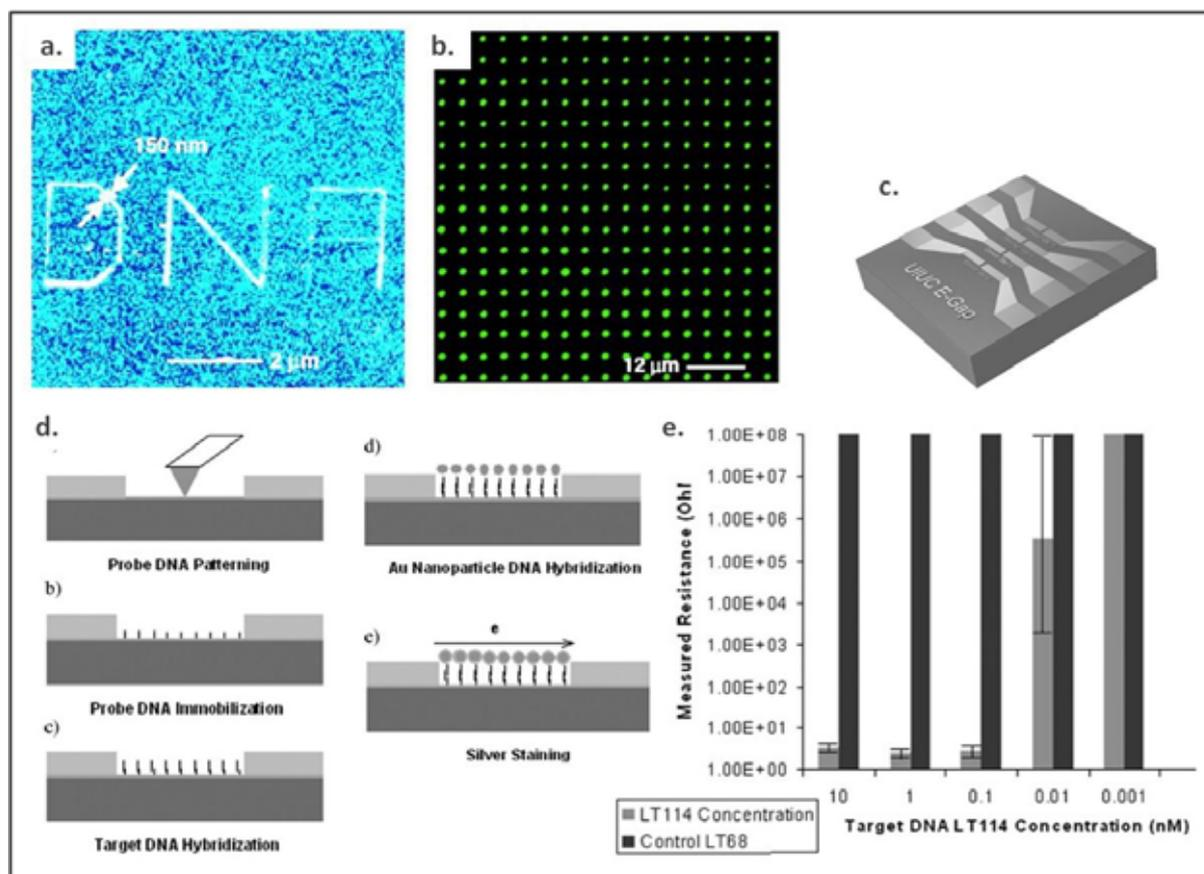 a.
150 nm
DNA
2 μm
b.
12 μm
c.
UIUC E-Gap
d.
Probe DNA Patterning
b)
Probe DNA Immobilization
c)
Target DNA Hybridization
d)
Au Nanoparticle DNA Hybridization
e)
e
Silver Staining
e.
Measured Resistance (Ohm
1.00E+08
1.00E+07
1.00E+06
1.00E+05
1.00E+04
1.00E+03
1.00E+02
1.00E+01
1.00E+00
10 1 0.1 0.01 0.001
Target DNA LT114 Concentration (nM)
LT114 Concentration
Control LT68